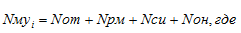 Nмуᵢ = Nот + Nрм + Nси + Nон, где